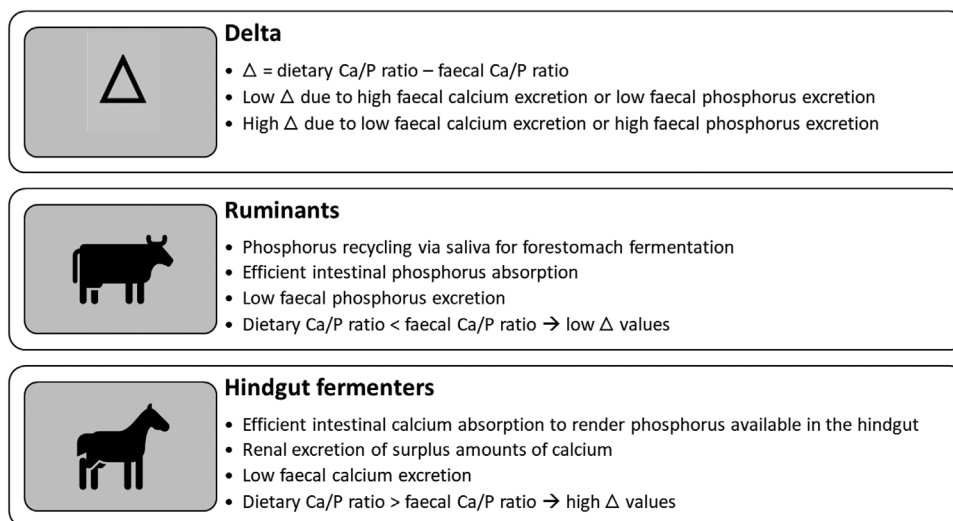 Delta
• Δ = dietary Ca/P ratio – faecal Ca/P ratio
• Low Δ due to high faecal calcium excretion or low faecal phosphorus excretion
• High Δ due to low faecal calcium excretion or high faecal phosphorus excretion
Δ
Ruminants
• Phosphorus recycling via saliva for forestomach fermentation
• Efficient intestinal phosphorus absorption
• Low faecal phosphorus excretion
• Dietary Ca/P ratio < faecal Ca/P ratio → low Δ values
Hindgut fermenters
• Efficient intestinal calcium absorption to render phosphorus available in the hindgut
• Renal excretion of surplus amounts of calcium
• Low faecal calcium excretion
• Dietary Ca/P ratio > faecal Ca/P ratio → high Δ values